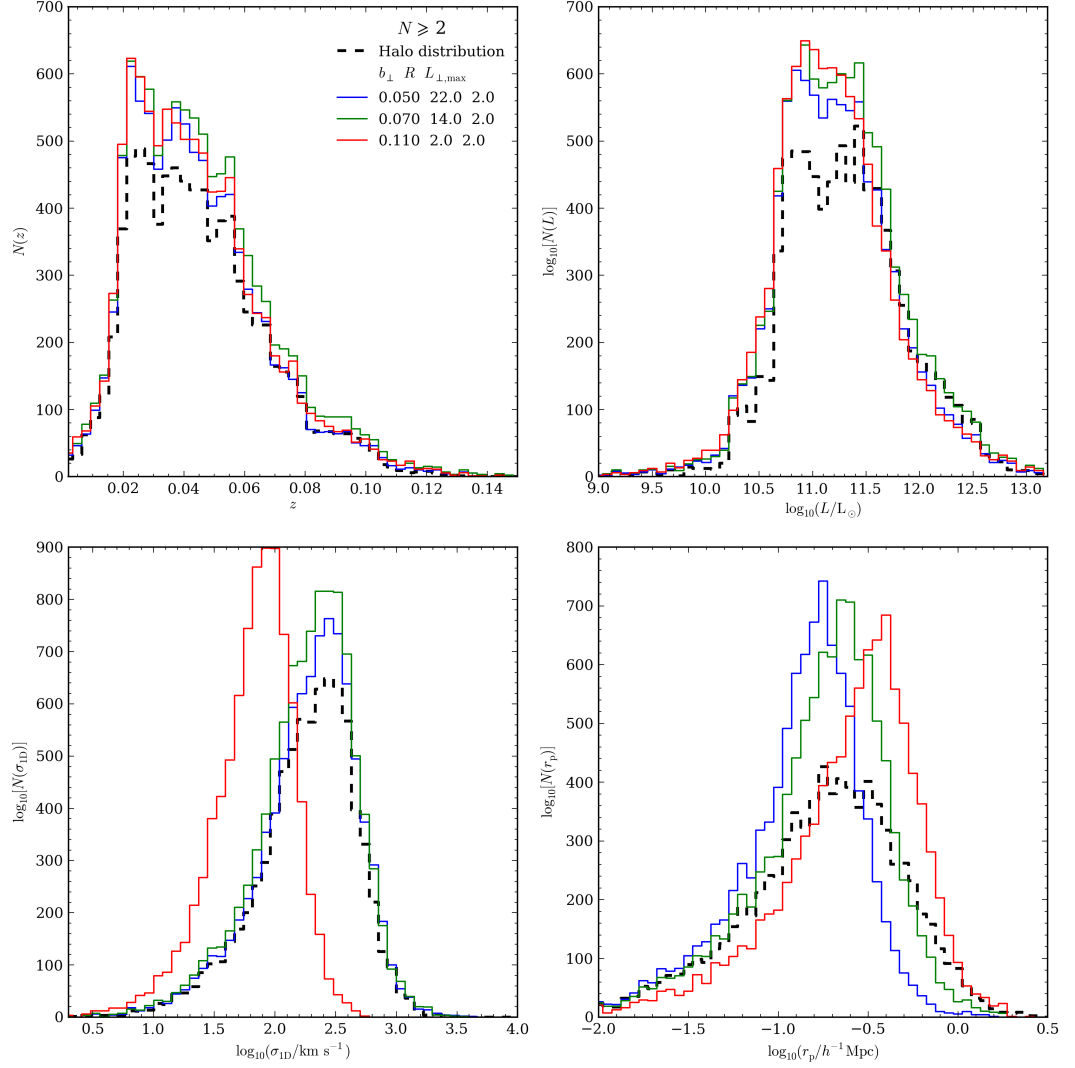 700
600
500
400
300
200
100
0
N(z)
0.02 0.04 0.06 0.08 0.10 0.12 0.14
z
N ⩾ 2
Halo distribution
b⊥ R L⊥,max
0.050 22.0 2.0
0.070 14.0 2.0
0.110 2.0 2.0
700
600
500
400
300
200
100
0
log₁₀[N(L)]
9.0 9.5 10.0 10.5 11.0 11.5 12.0 12.5 13.0
log₁₀(L/L⊙)
900
800
700
600
500
400
300
200
100
0
log₁₀[N(σ₁D)]
0.5 1.0 1.5 2.0 2.5 3.0 3.5 4.0
log₁₀(σ₁D/km s⁻¹)
800
700
600
500
400
300
200
100
0
log₁₀[N(rₚ)]
−2.0 −1.5 −1.0 −0.5 0.0 0.5
log₁₀(rₚ/h⁻¹ Mpc)